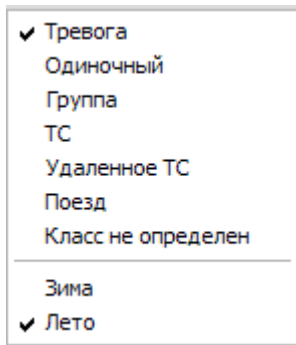 Тревога
Одиночный
Группа
ТС
Удаленное ТС
Поезд
Класс не определен
Зима
Лето